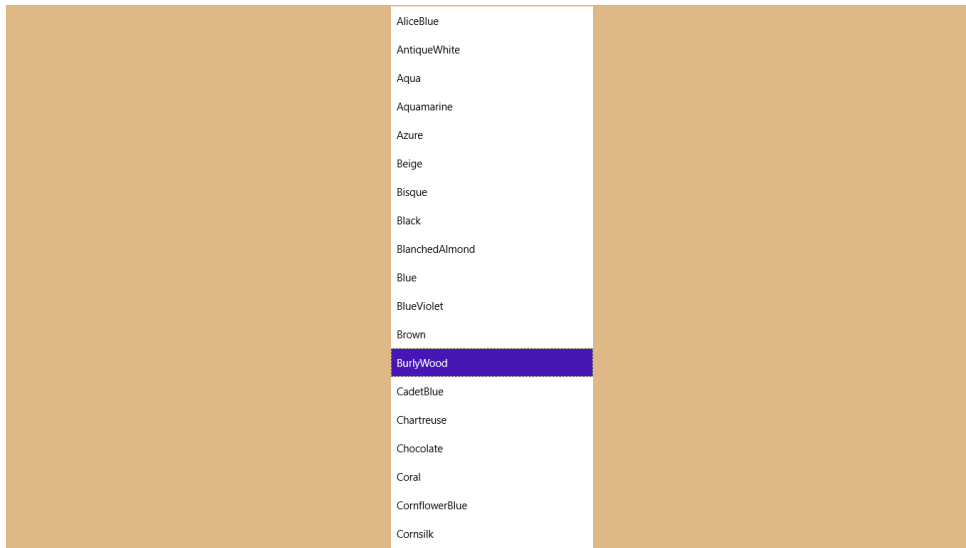 AliceBlue
AntiqueWhite
Aqua
Aquamarine
Azure
Beige
Bisque
Black
BlanchedAlmond
Blue
BlueViolet
Brown
BurlyWood
CadetBlue
Chartreuse
Chocolate
Coral
CornflowerBlue
Cornsilk